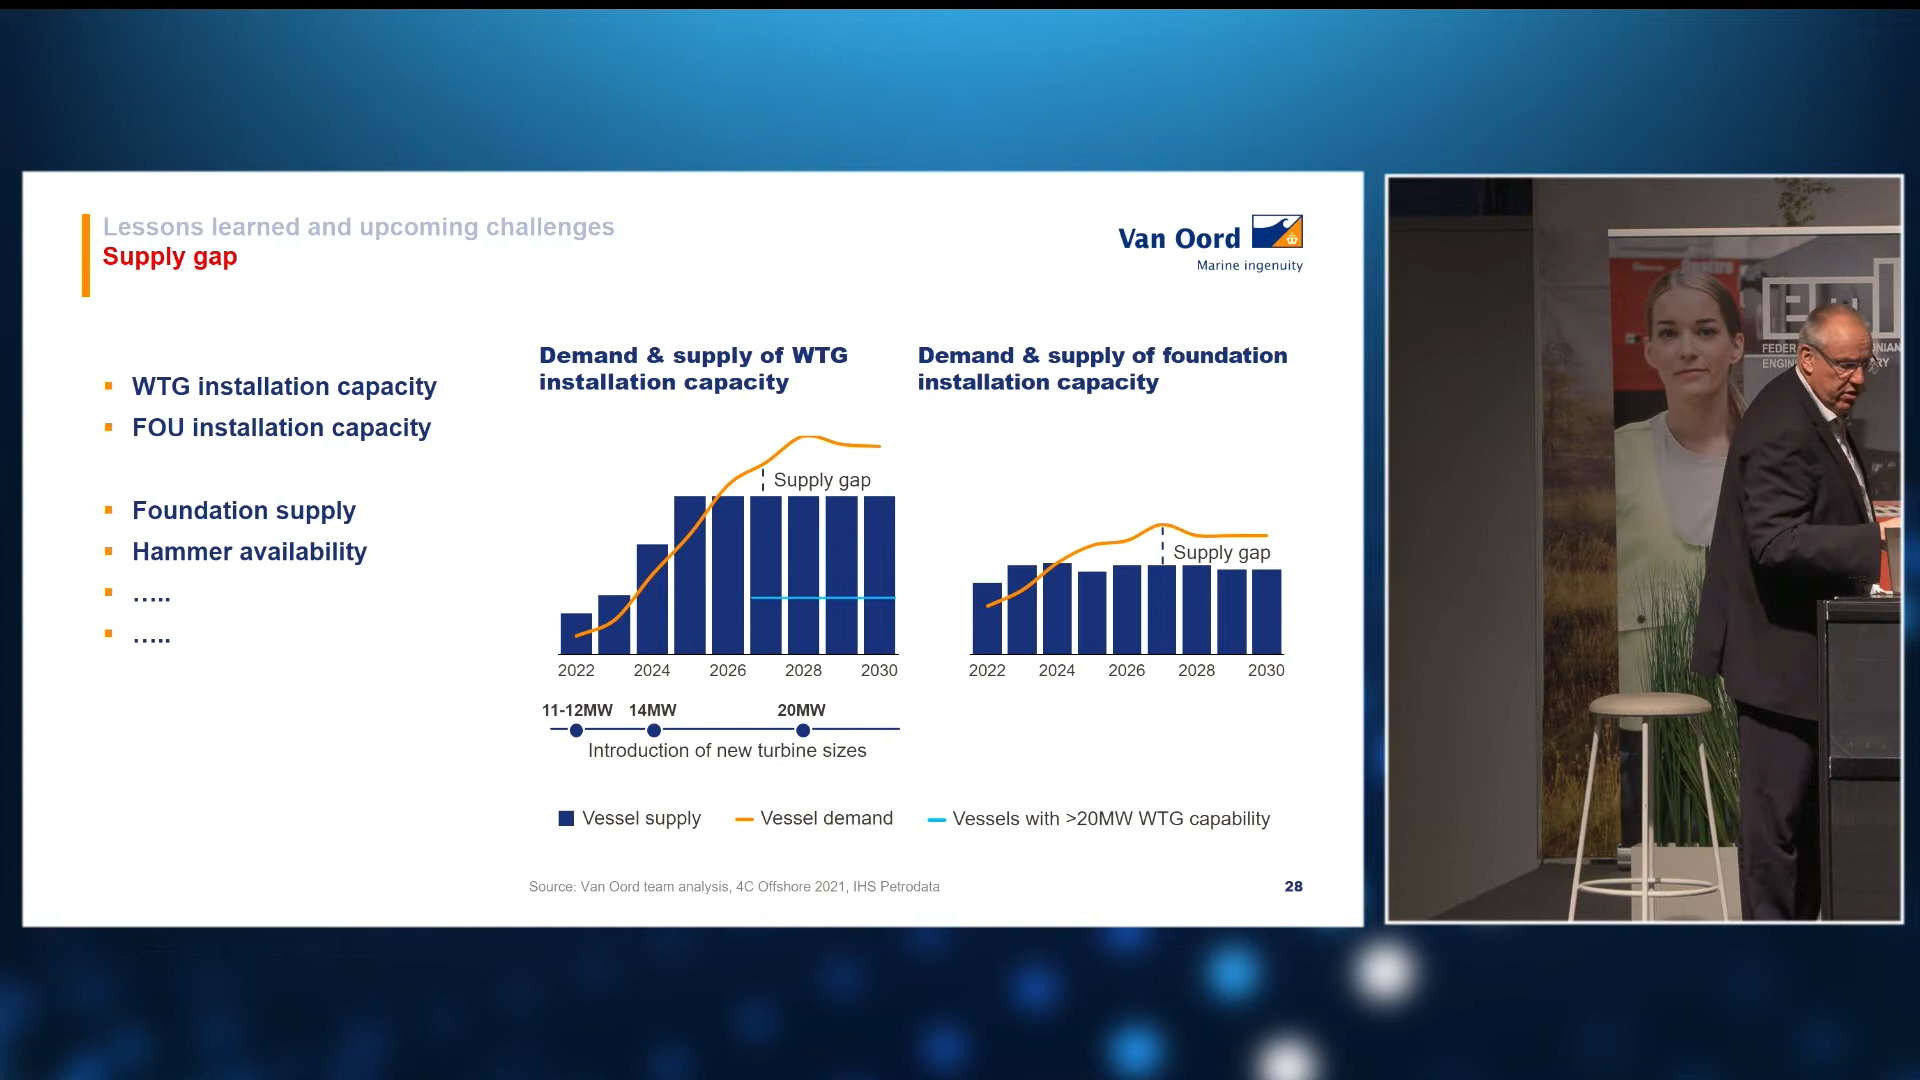 Lessons learned and upcoming challenges
Supply gap
Van Oord
Marine ingenuity
WTG installation capacity
FOU installation capacity
Foundation supply
Hammer availability
.....
.....
Demand & supply of WTG
installation capacity
Supply gap
2022 2024 2026 2028 2030
11-12MW 14MW 20MW
Introduction of new turbine sizes
Demand & supply of foundation
installation capacity
Supply gap
2022 2024 2026 2028 2030
Vessel supply Vessel demand Vessels with >20MW WTG capability
Source: Van Oord team analysis, 4C Offshore 2021, IHS Petrodata
28